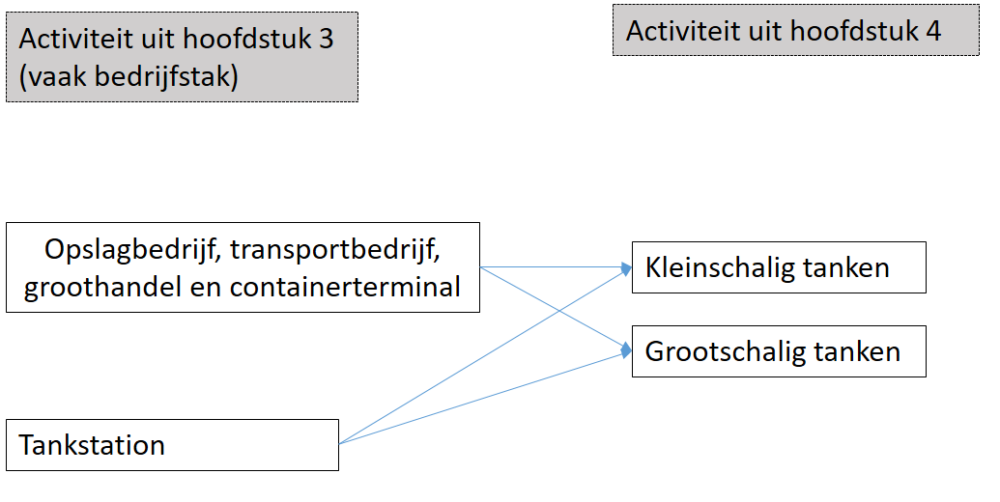 Activiteit uit hoofdstuk 3
(vaak bedrijfstak)
Activiteit uit hoofdstuk 4
Opslagbedrijf, transportbedrijf,
groothandel en containerterminal
Kleinschalig tanken
Grootschalig tanken
Tankstation